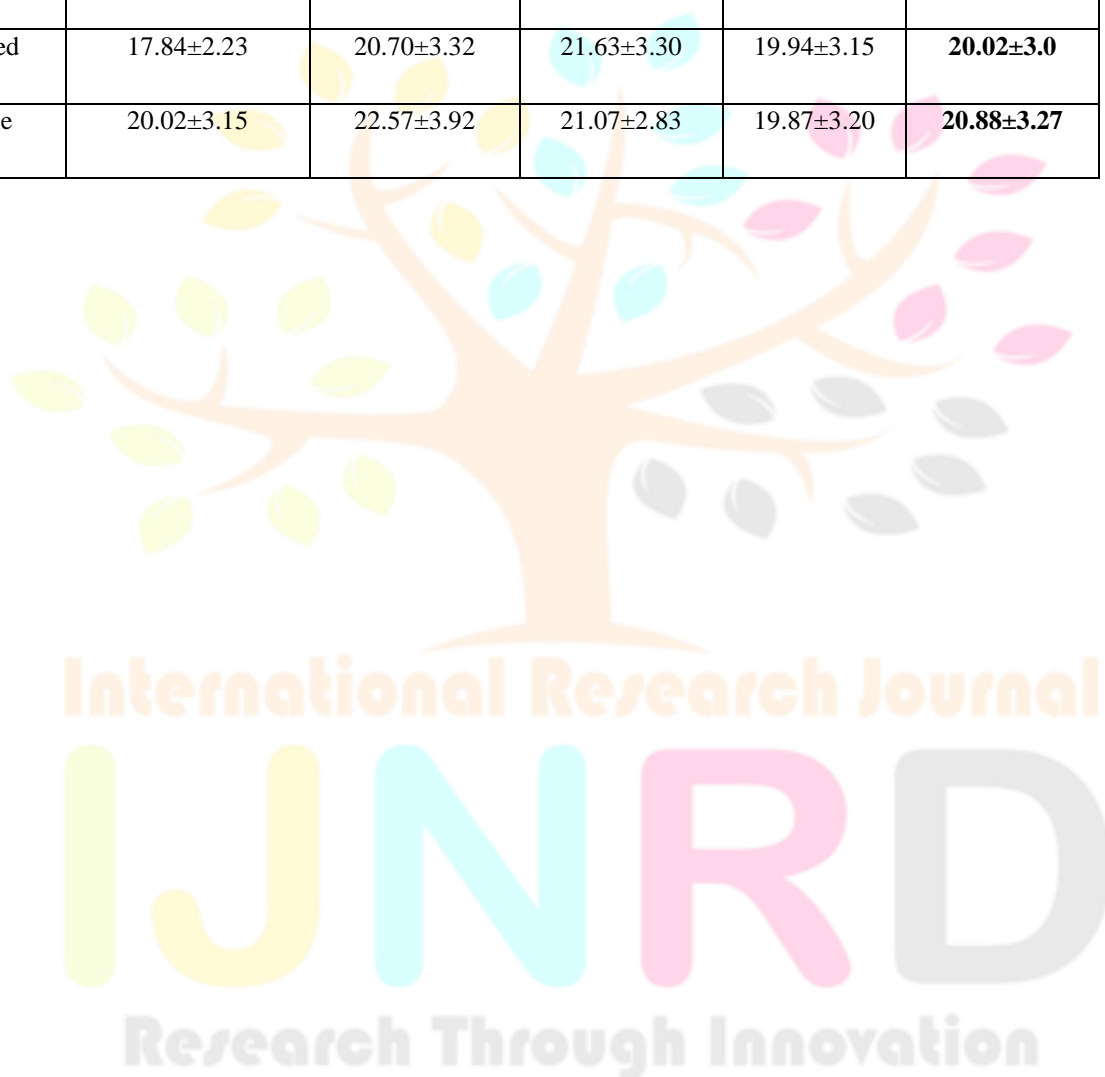 ed 17.84±2.23 20.70±3.32 21.63±3.30 19.94±3.15 20.02±3.0
e 20.02±3.15 22.57±3.92 21.07±2.83 19.87±3.20 20.88±3.27
International Research Journal
IJNRD
Research Through Innovation